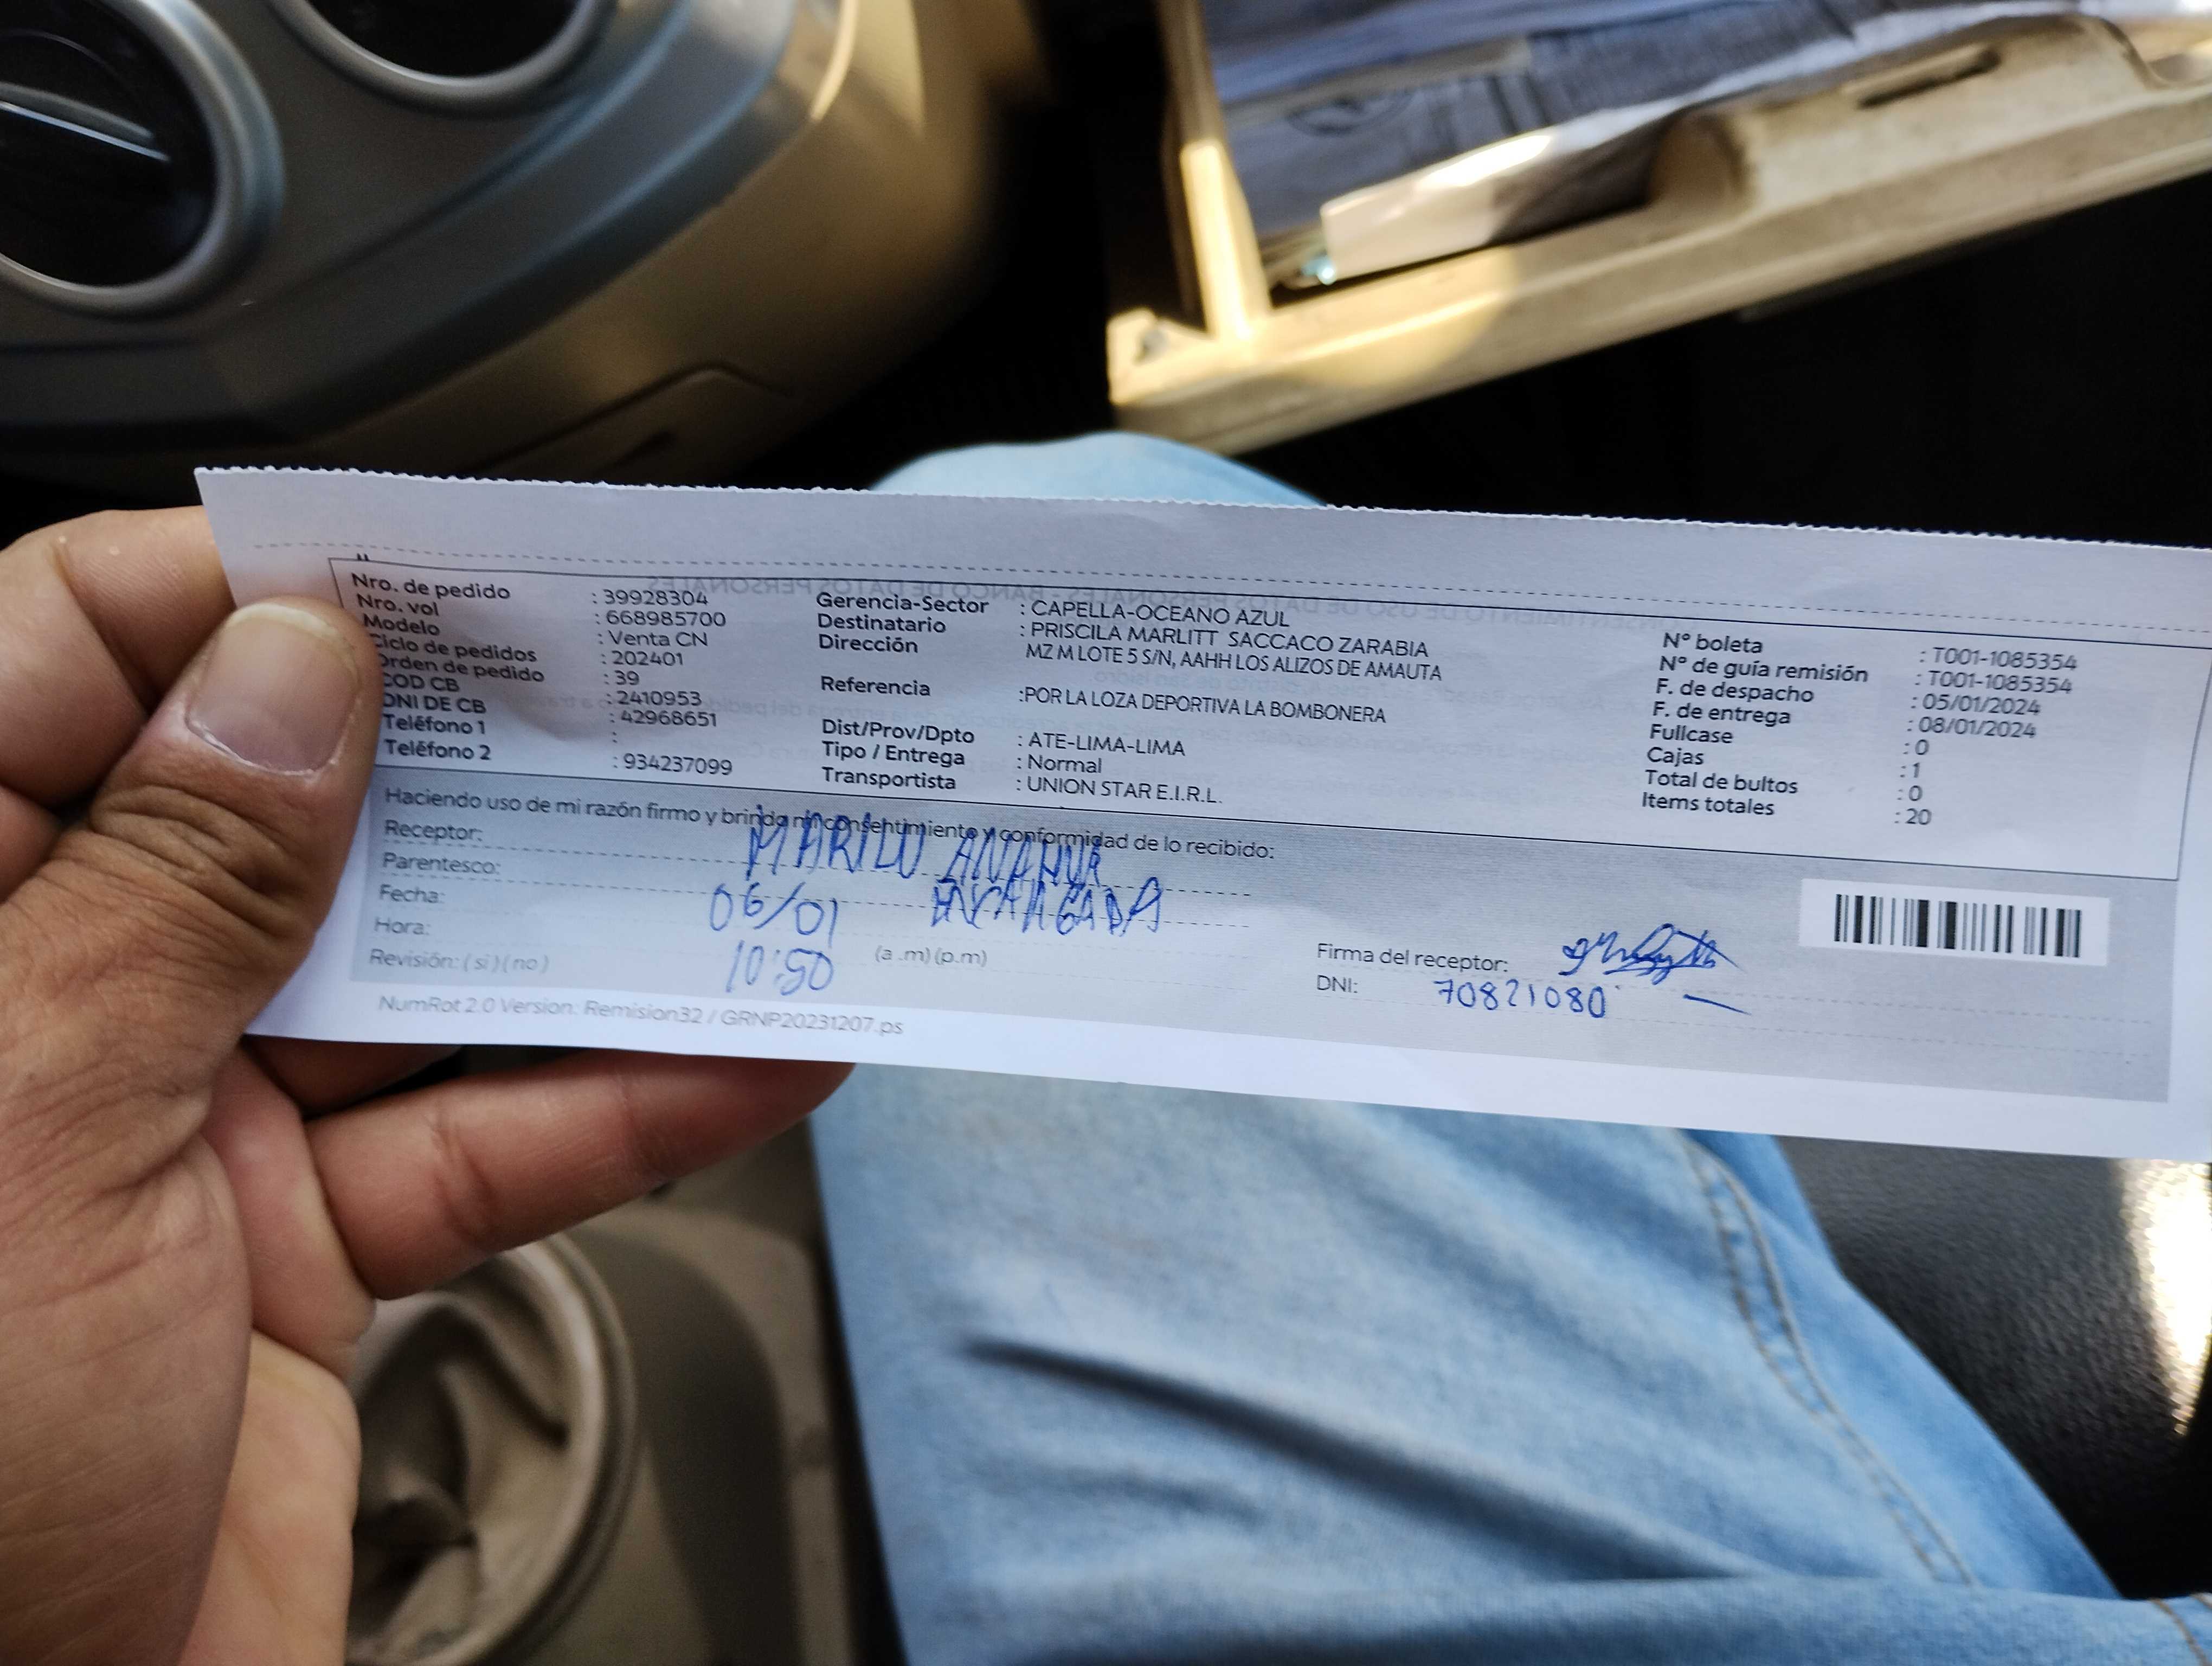 Nro. de pedido : 39928304
Nro. vol : 668985700
Modelo : Venta CN
Ciclo de pedidos : 202401
Orden de pedido : 39
COD CB : 2410953
DNI DE CB : 42968651
Teléfono 1 :
Teléfono 2 : 934237099
Gerencia-Sector : CAPELLA-OCEANO AZUL
Destinatario : PRISCILA MARLITT SACCACO ZARABIA
Dirección MZ M LOTE 5 S/N, AAHH LOS ALIZOS DE AMAUTA
Referencia :POR LA LOZA DEPORTIVA LA BOMBONERA
Dist/Prov/Dpto : ATE-LIMA-LIMA
Tipo / Entrega : Normal
Transportista : UNION STAR E.I.R.L.
N° boleta : T001-1085354
N° de guía remisión : T001-1085354
F. de despacho : 05/01/2024
F. de entrega : 08/01/2024
Fullcase : 0
Cajas : 1
Total de bultos : 0
Items totales : 20
Haciendo uso de mi razón firmo y brindo mi consentimiento y conformidad de lo recibido:
Receptor: MARILU
Parentesco: ENCARGADA
Fecha: 06/01
Hora: 10:50 (a .m) (p.m)
Revisión: ( si ) ( no )
Firma del receptor:
DNI: 70821080
NumRot 2.0 Version: Remision32 / GRNP20231207.ps